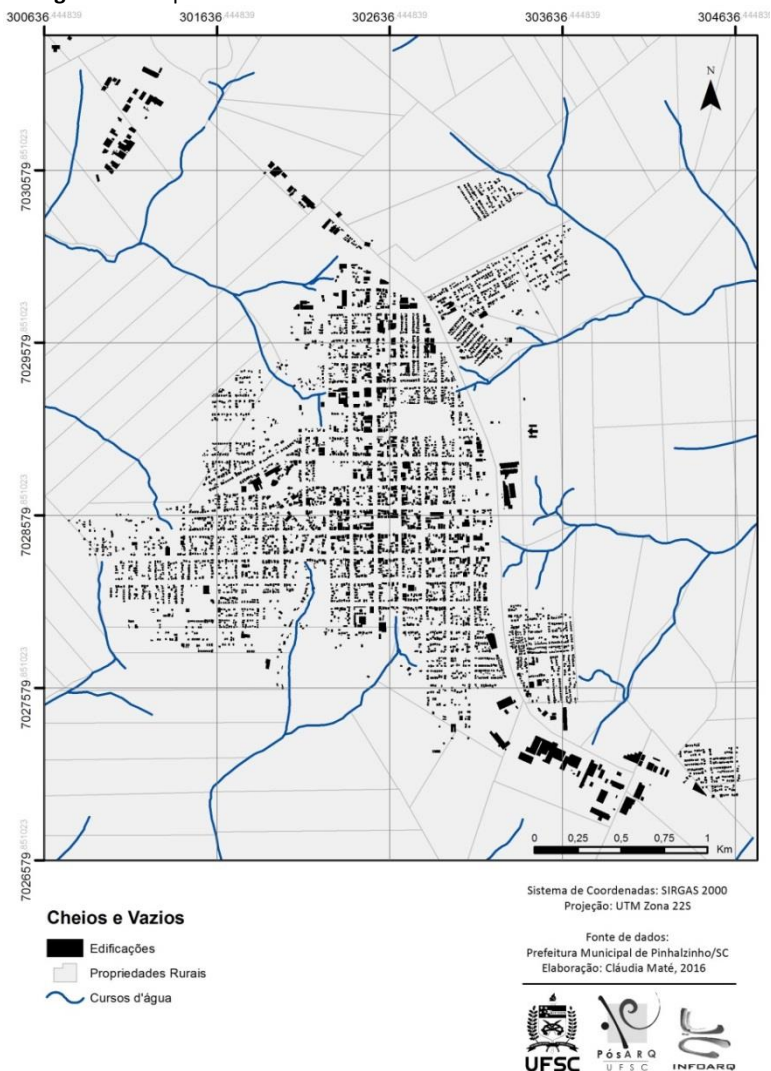 300636,444839 301636,444839 302636,444839 303636,444839 304636,444839
N
7030579,851023
7029579,851023
7028579,851023
7027579,851023
7026579,851023
0 0,25 0,5 0,75 1
Km
Sistema de Coordenadas: SIRGAS 2000
Projeção: UTM Zona 22S
Cheios e Vazios
Edificações
Propriedades Rurais
Cursos d'água
Fonte de dados:
Prefeitura Municipal de Pinhalzinho/SC
Elaboração: Cláudia Maté, 2016
UFSC
PósARQ
UFSC
INFOARQ